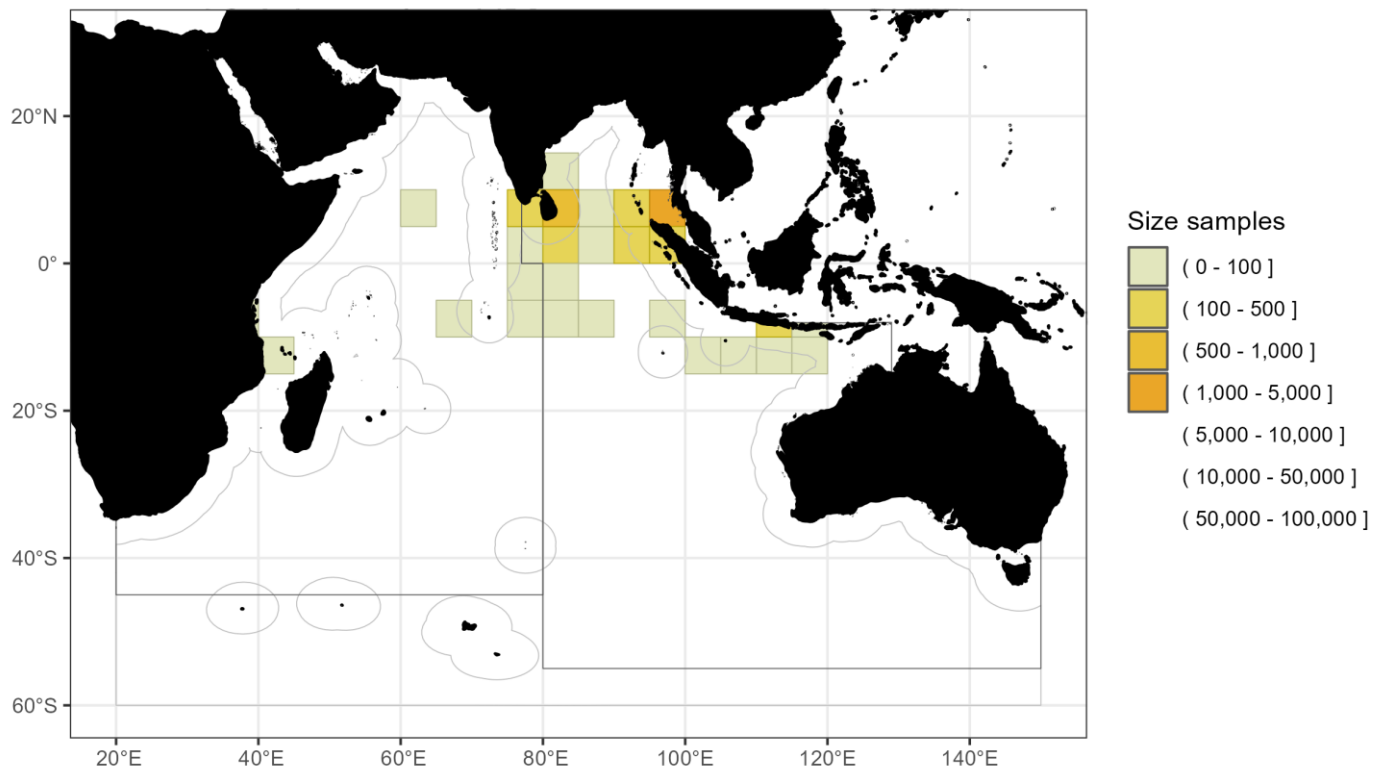 20°N
0°
20°S
40°S
60°S
20°E
40°E
60°E
80°E
100°E
120°E
140°E
Size samples
( 0 - 100 ]
( 100 - 500 ]
( 500 - 1,000 ]
( 1,000 - 5,000 ]
( 5,000 - 10,000 ]
( 10,000 - 50,000 ]
( 50,000 - 100,000 ]